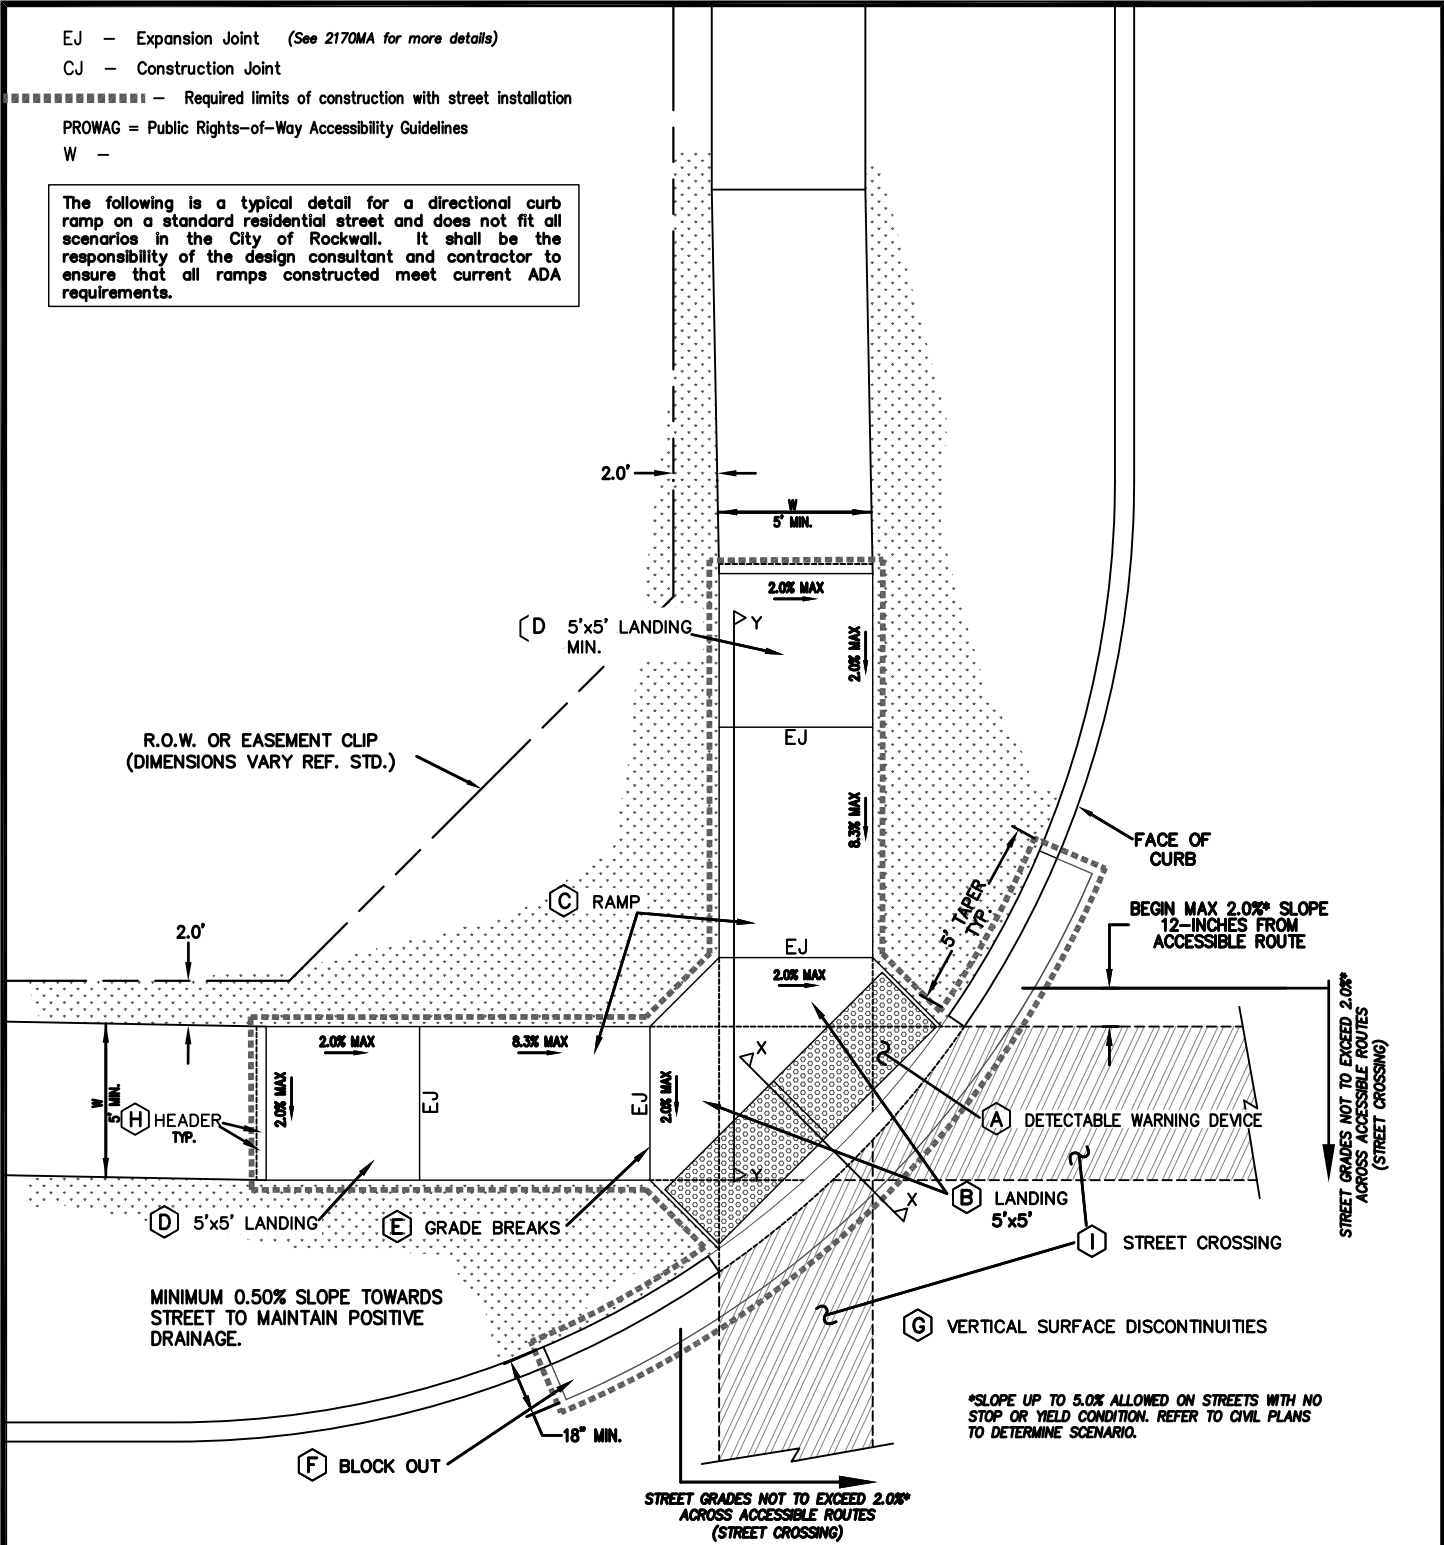 EJ – Expansion Joint (See 2170MA for more details)
CJ – Construction Joint
– Required limits of construction with street installation
PROWAG = Public Rights-of-Way Accessibility Guidelines
W –
The following is a typical detail for a directional curb
ramp on a standard residential street and does not fit all
scenarios in the City of Rockwall. It shall be the
responsibility of the design consultant and contractor to
ensure that all ramps constructed meet current ADA
requirements.
2.0'
W
5' MIN.
2.0% MAX
Y
D 5'x5' LANDING
MIN.
2.0% MAX
EJ
R.O.W. OR EASEMENT CLIP
(DIMENSIONS VARY REF. STD.)
8.3% MAX
FACE OF
CURB
C RAMP
5' TAPER
TYP.
BEGIN MAX 2.0%* SLOPE
12-INCHES FROM
ACCESSIBLE ROUTE
2.0'
EJ
2.0% MAX
STREET GRADES NOT TO EXCEED 2.0%*
ACROSS ACCESSIBLE ROUTES
(STREET CROSSING)
2.0% MAX
8.3% MAX
X
W
5' MIN.
H HEADER
TYP.
2.0% MAX
EJ
EJ
2.0% MAX
A DETECTABLE WARNING DEVICE
Z
Y
X
B LANDING
5'x5'
D 5'x5' LANDING
E GRADE BREAKS
I STREET CROSSING
MINIMUM 0.50% SLOPE TOWARDS
STREET TO MAINTAIN POSITIVE
DRAINAGE.
G VERTICAL SURFACE DISCONTINUITIES
*SLOPE UP TO 5.0% ALLOWED ON STREETS WITH NO
STOP OR YIELD CONDITION. REFER TO CIVIL PLANS
TO DETERMINE SCENARIO.
18" MIN.
F BLOCK OUT
STREET GRADES NOT TO EXCEED 2.0%*
ACROSS ACCESSIBLE ROUTES
(STREET CROSSING)